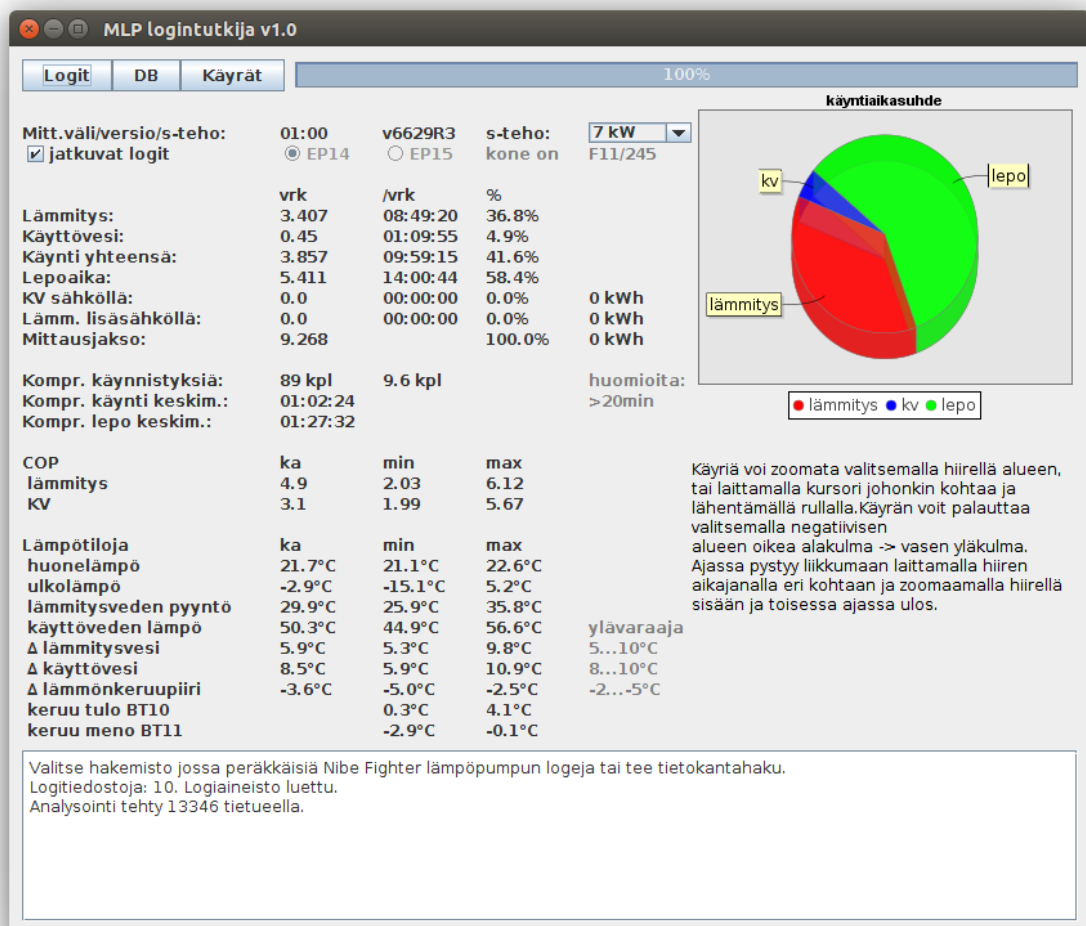 MLP logintutkija v1.0
Logit DB Käyrät 100%
Mitt.väli/versio/s-teho: 01:00 v6629R3 s-teho: 7 kW
jatkuvat logit EP14 EP15 kone on F11/245
vrk /vrk %
Lämmitys: 3.407 08:49:20 36.8%
Käyttövesi: 0.45 01:09:55 4.9%
Käynti yhteensä: 3.857 09:59:15 41.6%
Lepoaika: 5.411 14:00:44 58.4%
KV sähköllä: 0.0 00:00:00 0.0% 0 kWh
Lämm. lisäsähköllä: 0.0 00:00:00 0.0% 0 kWh
Mittausjakso: 9.268 100.0% 0 kWh
Kompr. käynnistyksiä: 89 kpl 9.6 kpl huomioita:
Kompr. käynti keskim.: 01:02:24 >20min
Kompr. lepo keskim.: 01:27:32
COP ka min max
lämmitys 4.9 2.03 6.12
KV 3.1 1.99 5.67
Lämpötiloja ka min max
huonelämpö 21.7°C 21.1°C 22.6°C
ulkolämpö -2.9°C -15.1°C 5.2°C
lämmitysveden pyyntö 29.9°C 25.9°C 35.8°C
käyttöveden lämpö 50.3°C 44.9°C 56.6°C ylävaraaja
Δ lämmitysvesi 5.9°C 5.3°C 9.8°C 5...10°C
Δ käyttövesi 8.5°C 5.9°C 10.9°C 8...10°C
Δ lämmönkeruupiiri -3.6°C -5.0°C -2.5°C -2...-5°C
keruu tulo BT10 0.3°C 4.1°C
keruu meno BT11 -2.9°C -0.1°C
käyntiaikasuhde
kv
lepo
lämmitys
lämmitys kv lepo
Käyriä voi zoomata valitsemalla hiirellä alueen,
tai laittamalla kursori johonkin kohtaa ja
lähentämällä rullalla.Käyrän voit palauttaa
valitsemalla negatiivisen
alueen oikea alakulma -> vasen yläkulma.
Ajassa pystyy liikkumaan laittamalla hiiren
aikajanalla eri kohtaan ja zoomaamalla hiirellä
sisään ja toisessa ajassa ulos.
Valitse hakemisto jossa peräkkäisiä Nibe Fighter lämpöpumpun logeja tai tee tietokantahaku.
Logitiedostoja: 10. Logiaineisto luettu.
Analysointi tehty 13346 tietueella.